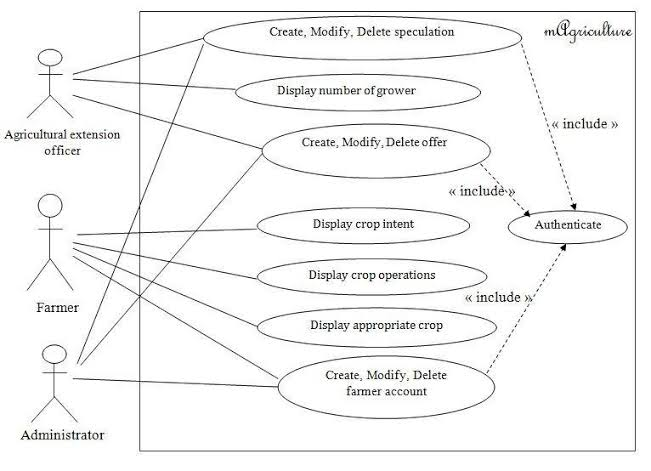 mAgriculture
Create, Modify, Delete speculation
Display number of grower
Agricultural extension
officer
« include »
Create, Modify, Delete offer
« include »
Display crop intent
Authenticate
Farmer
Display crop operations
« include »
Display appropriate crop
Create, Modify, Delete
farmer account
Administrator